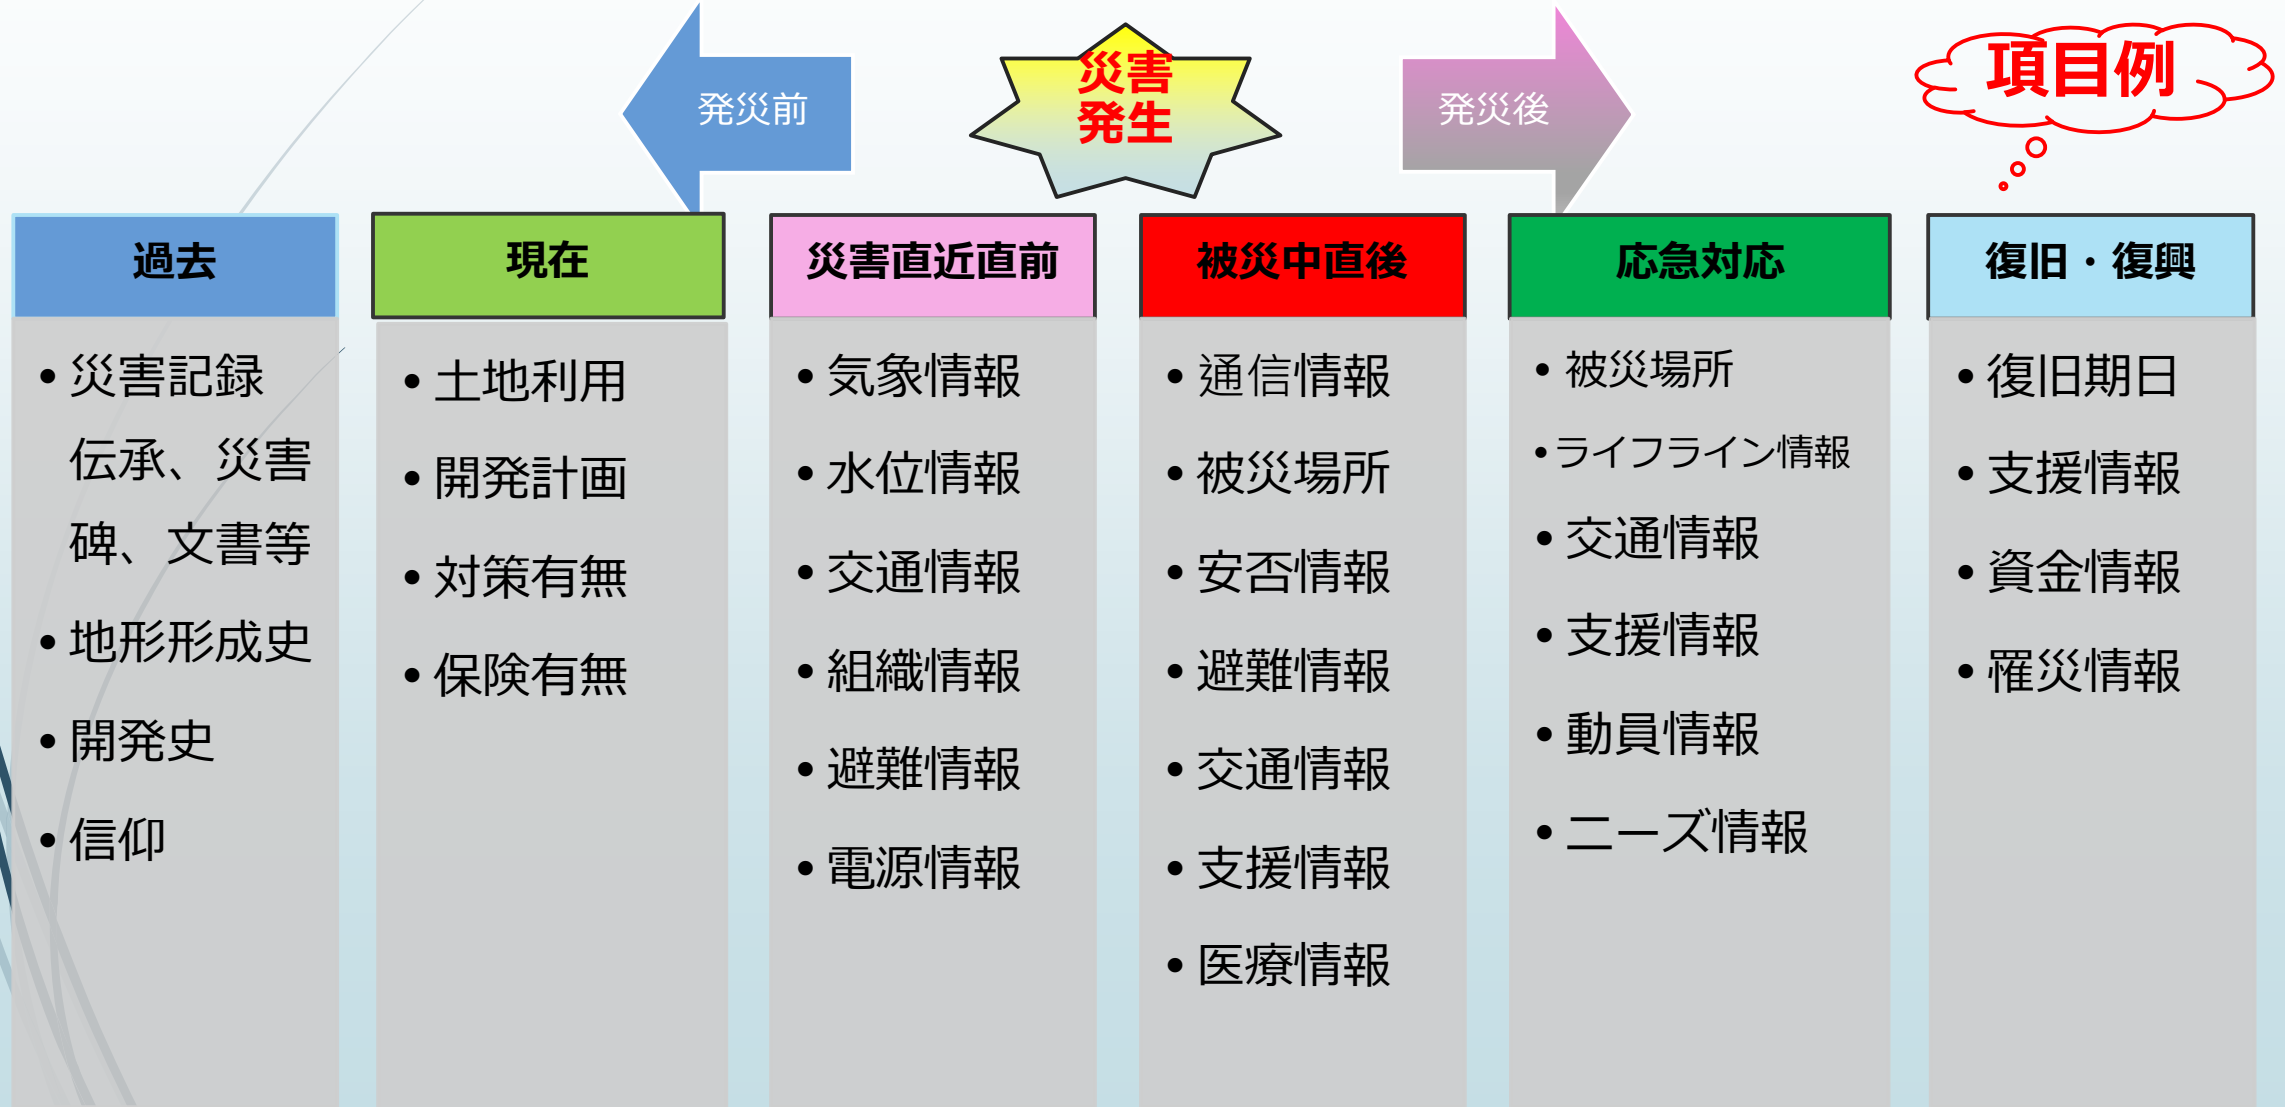 発災前
災害
発生
発災後
項目例
過去
• 災害記録
伝承、災害
碑、文書等
• 地形形成史
• 開発史
• 信仰
現在
• 土地利用
• 開発計画
• 対策有無
• 保険有無
災害直近直前
• 気象情報
• 水位情報
• 交通情報
• 組織情報
• 避難情報
• 電源情報
被災中直後
• 通信情報
• 被災場所
• 安否情報
• 避難情報
• 交通情報
• 支援情報
• 医療情報
応急対応
• 被災場所
• ライフライン情報
• 交通情報
• 支援情報
• 動員情報
• ニーズ情報
復旧・復興
• 復旧期日
• 支援情報
• 資金情報
• 罹災情報